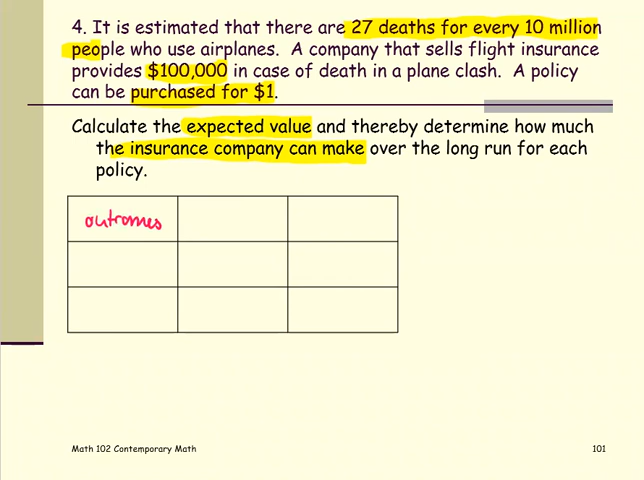 4. It is estimated that there are 27 deaths for every 10 million
people who use airplanes. A company that sells flight insurance
provides $100,000 in case of death in a plane clash. A policy
can be purchased for $1.
Calculate the expected value and thereby determine how much
the insurance company can make over the long run for each
policy.
outromes
Math 102 Contemporary Math
101